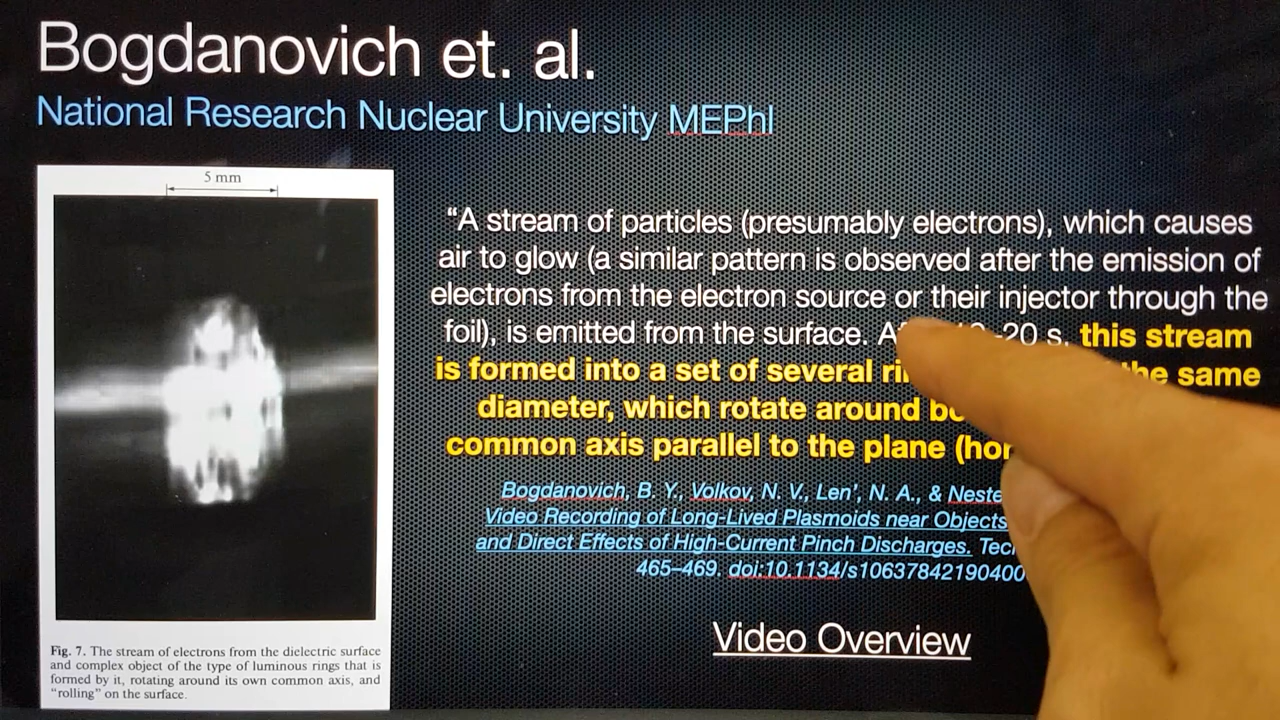 Bogdanovich et. al.
National Research Nuclear University MEPhI
5 mm
“A stream of particles (presumably electrons), which causes
air to glow (a similar pattern is observed after the emission of
electrons from the electron source or their injector through the
foil), is emitted from the surface. -20 s, this stream
is formed into a set of several the same
diameter, which rotate around
common axis parallel to the plane
Bogdanovich, B. Y., Volkov, N. V., Len’, N. A., &
Video Recording of Long-Lived Plasmoids near Objects
and Direct Effects of High-Current Pinch Discharges.
465–469. doi:10.1134/s10637842190400
Video Overview
Fig. 7. The stream of electrons from the dielectric surface
and complex object of the type of luminous rings that is
formed by it, rotating around its own common axis, and
“rolling” on the surface.